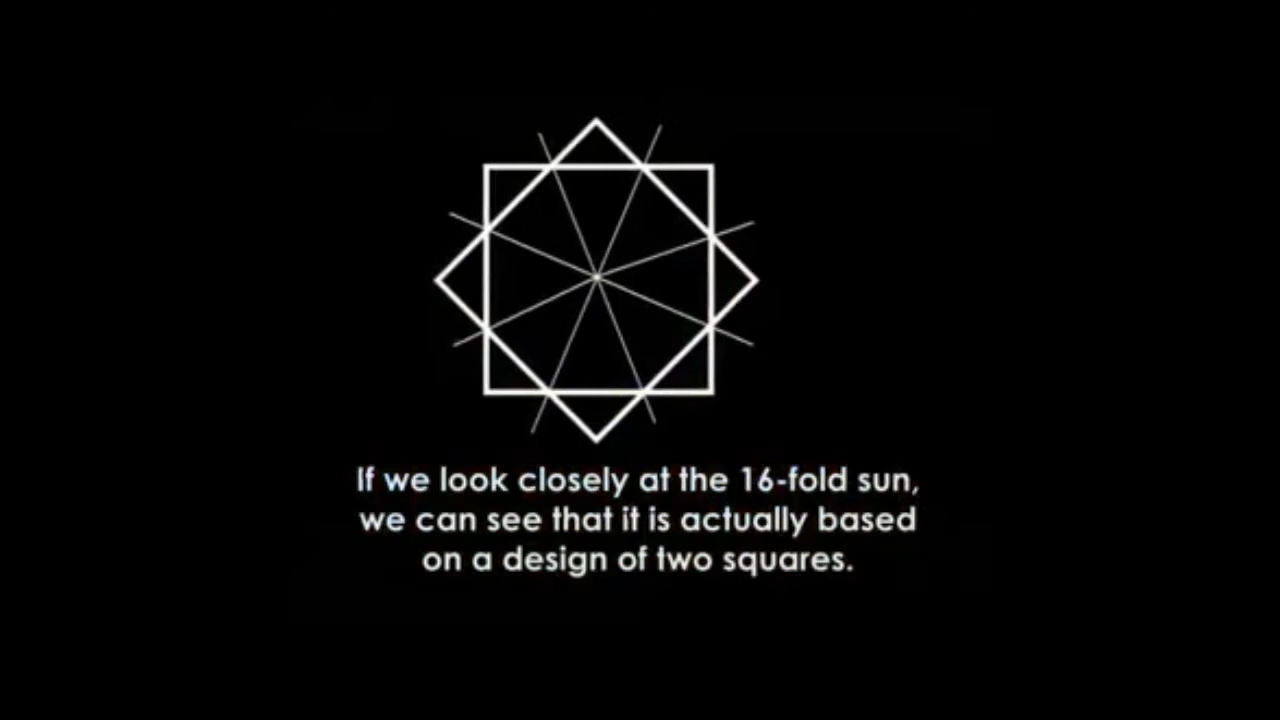 If we look closely at the 16-fold sun,
we can see that it is actually based
on a design of two squares.